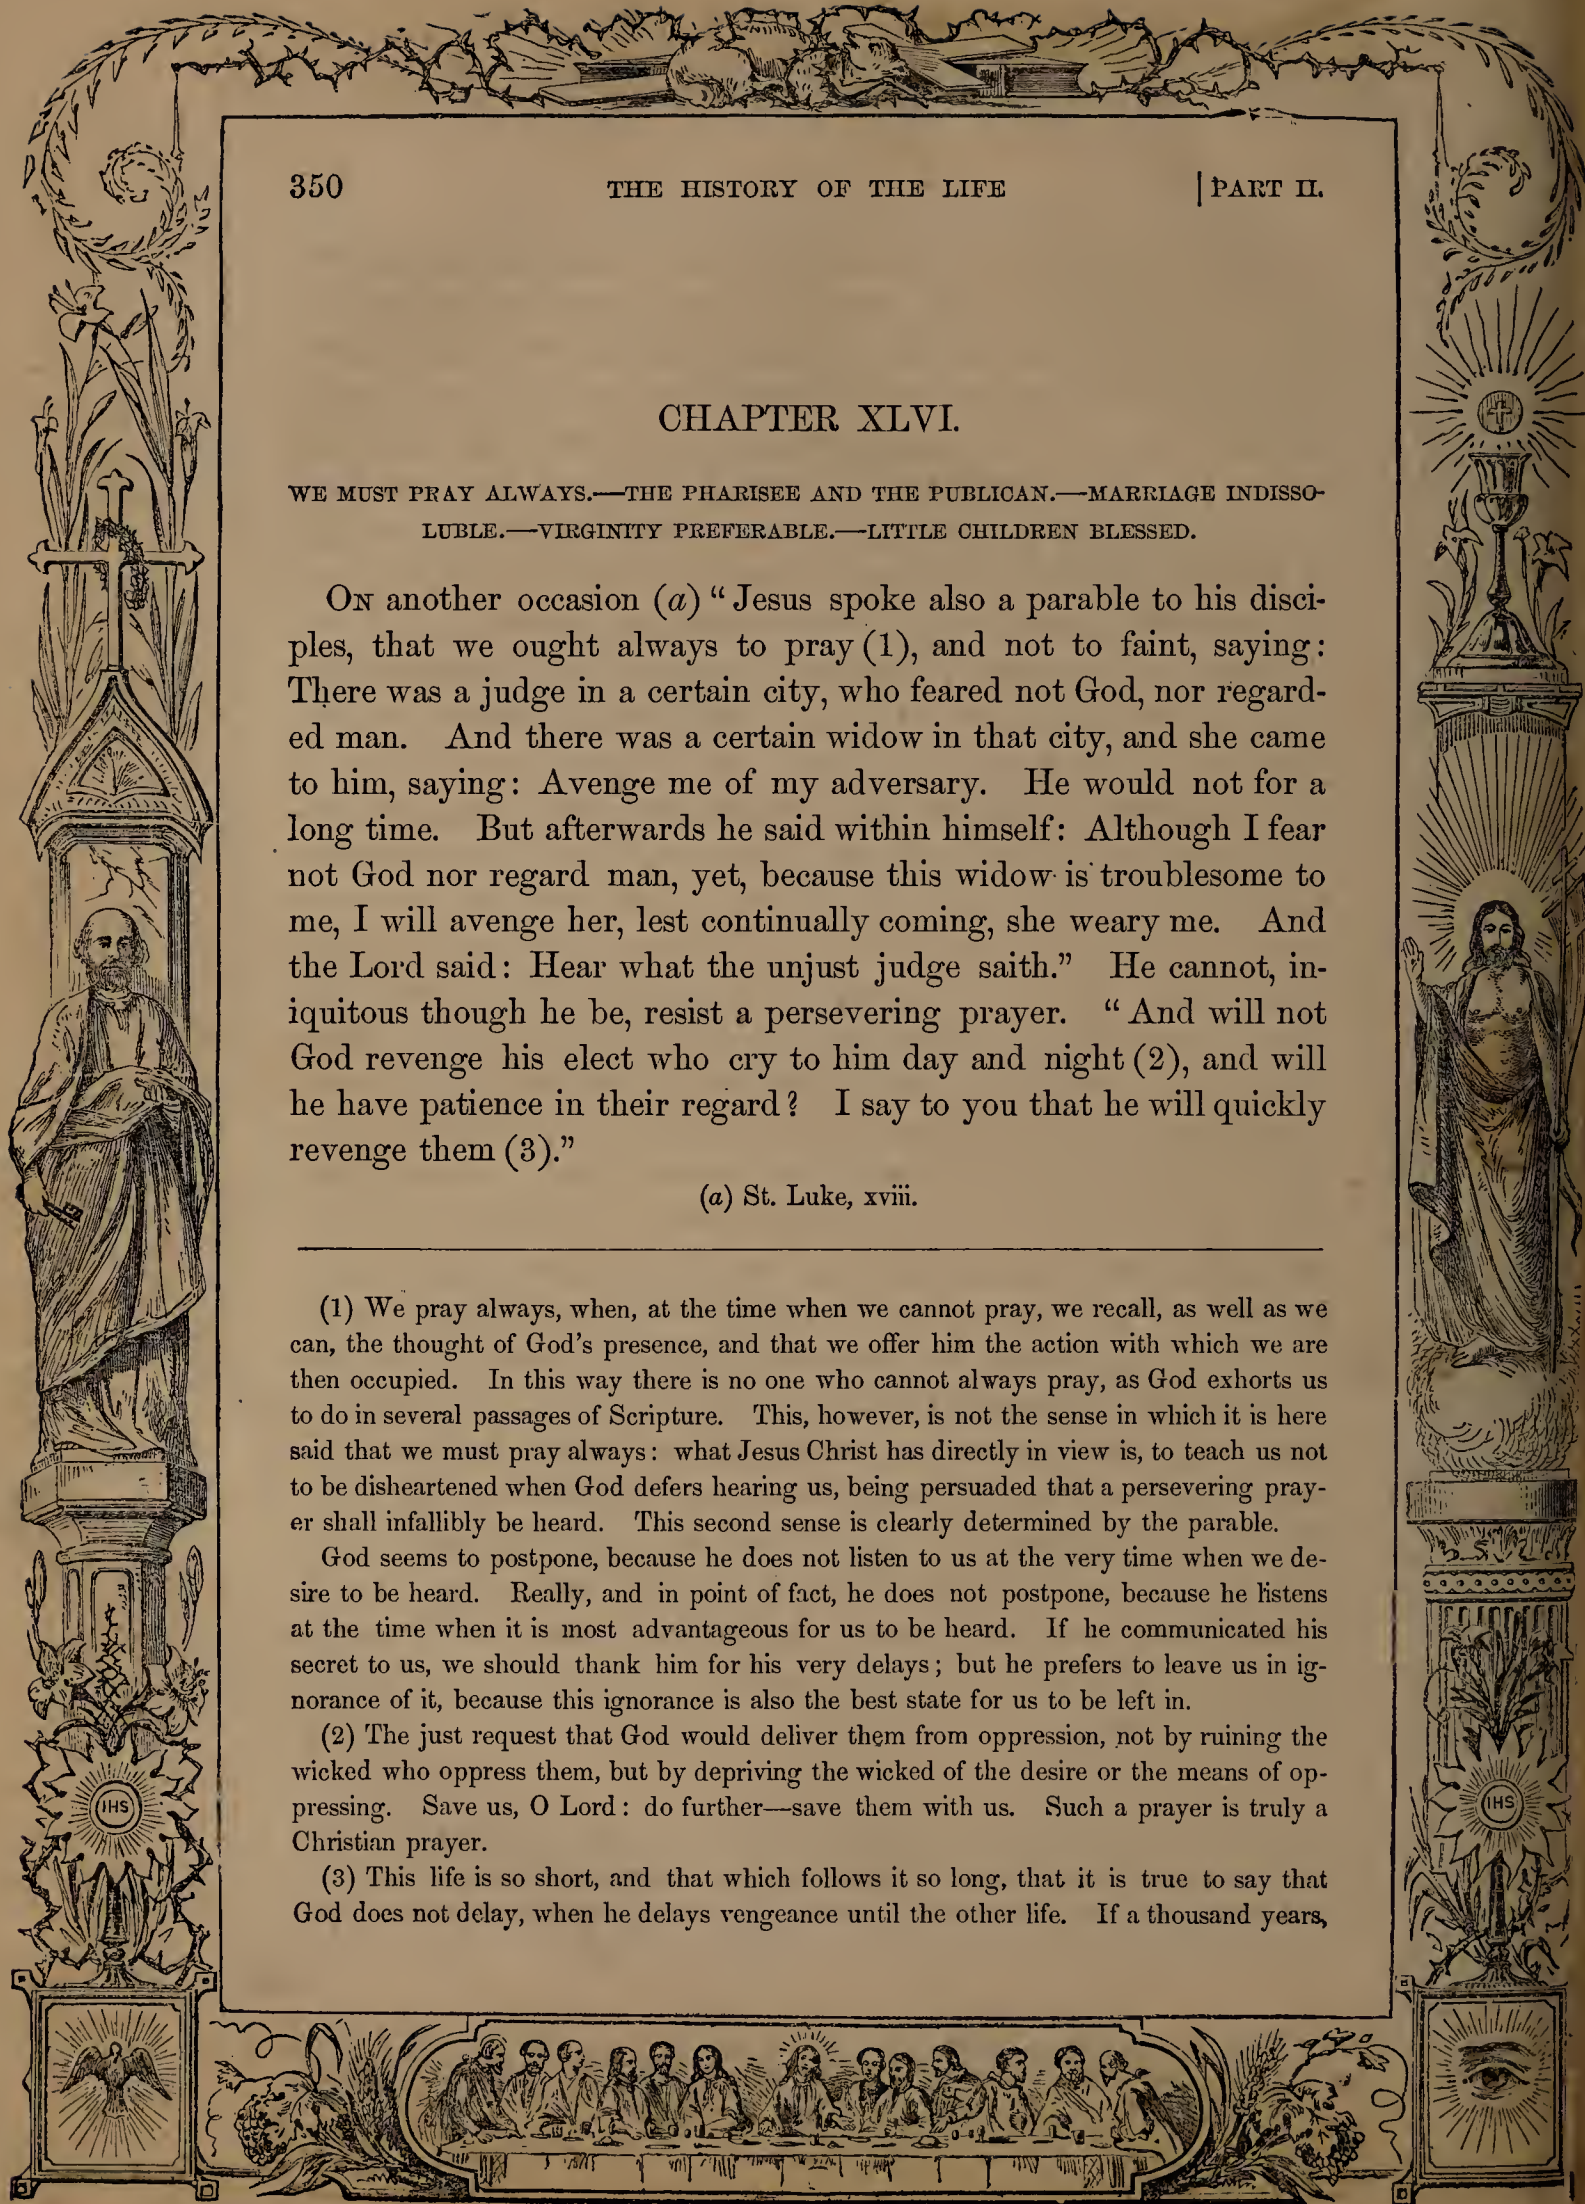 350 THE HISTORY OF THE LIFE | PART II.
CHAPTER XLVI.
WE MUST PRAY ALWAYS.—THE PHARISEE AND THE PUBLICAN.—MARRIAGE INDISSO-
LUBLE.—VIRGINITY PREFERABLE.—LITTLE CHILDREN BLESSED.
ON another occasion (a) “Jesus spoke also a parable to his disci-
ples, that we ought always to pray (1), and not to faint, saying:
There was a judge in a certain city, who feared not God, nor regard-
ed man. And there was a certain widow in that city, and she came
to him, saying: Avenge me of my adversary. He would not for a
long time. But afterwards he said within himself: Although I fear
not God nor regard man, yet, because this widow is troublesome to
me, I will avenge her, lest continually coming, she weary me. And
the Lord said: Hear what the unjust judge saith.” He cannot, in-
iquitous though he be, resist a persevering prayer. “And will not
God revenge his elect who cry to him day and night (2), and will
he have patience in their regard? I say to you that he will quickly
revenge them (3).”
(a) St. Luke, xviii.
(1) We pray always, when, at the time when we cannot pray, we recall, as well as we
can, the thought of God’s presence, and that we offer him the action with which we are
then occupied. In this way there is no one who cannot always pray, as God exhorts us
to do in several passages of Scripture. This, however, is not the sense in which it is here
said that we must pray always: what Jesus Christ has directly in view is, to teach us not
to be disheartened when God defers hearing us, being persuaded that a persevering pray-
er shall infallibly be heard. This second sense is clearly determined by the parable.
God seems to postpone, because he does not listen to us at the very time when we de-
sire to be heard. Really, and in point of fact, he does not postpone, because he listens
at the time when it is most advantageous for us to be heard. If he communicated his
secret to us, we should thank him for his very delays; but he prefers to leave us in ig-
norance of it, because this ignorance is also the best state for us to be left in.
(2) The just request that God would deliver them from oppression, not by ruining the
wicked who oppress them, but by depriving the wicked of the desire or the means of op-
pressing. Save us, O Lord: do further—save them with us. Such a prayer is truly a
Christian prayer.
(3) This life is so short, and that which follows it so long, that it is true to say that
God does not delay, when he delays vengeance until the other life. If a thousand years,
IHS
IHS